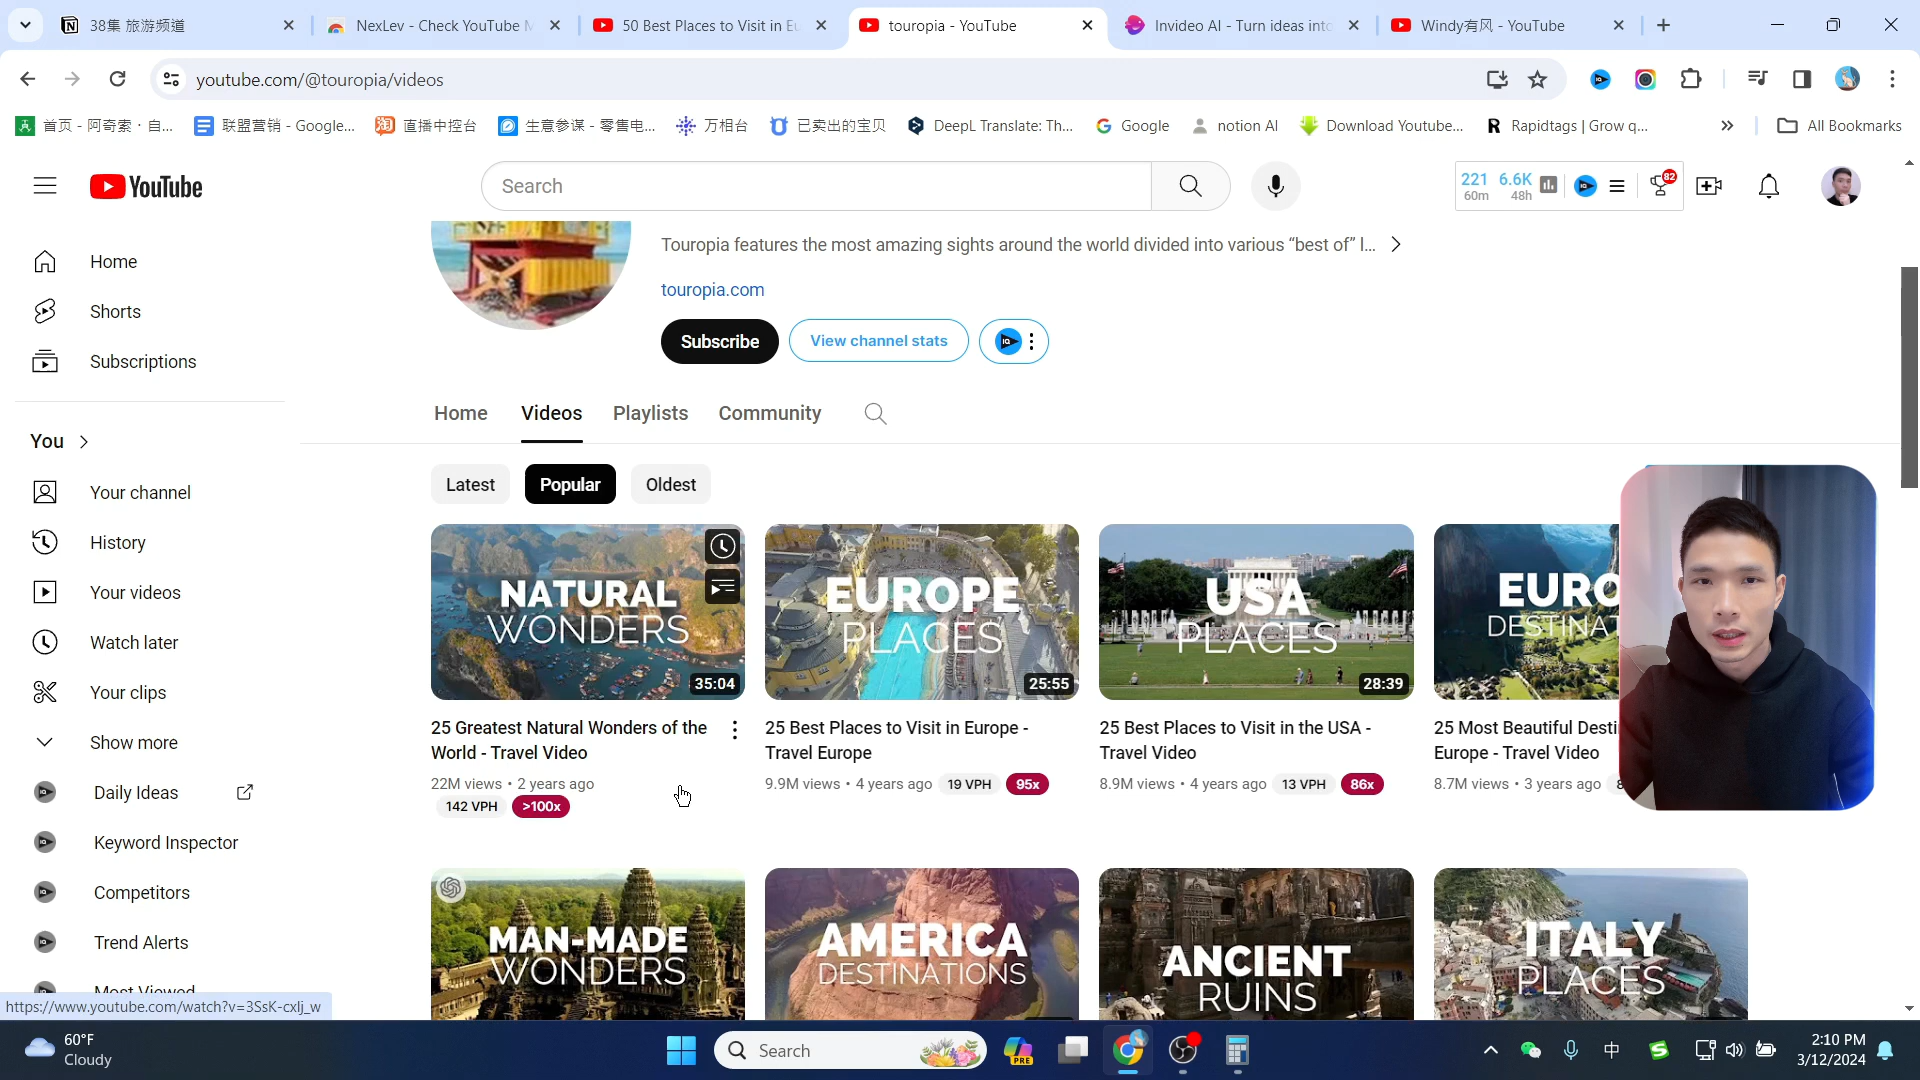 38集 旅游频道
NexLev - Check YouTube M
50 Best Places to Visit in Eu
touropia - YouTube
Invideo AI - Turn ideas into
Windy有风 - YouTube
youtube.com/@touropia/videos
首页 - 阿奇索 · 自...
联盟营销 - Google...
直播中控台
生意参谋 - 零售电...
万相台
已卖出的宝贝
DeepL Translate: Th...
Google
notion AI
Download Youtube...
Rapidtags | Grow q...
All Bookmarks
YouTube
Search
221 6.6K
60m 48h
82
Home
Shorts
Subscriptions
You
Your channel
History
Your videos
Watch later
Your clips
Show more
Daily Ideas
Keyword Inspector
Competitors
Trend Alerts
Most Viewed
Touropia features the most amazing sights around the world divided into various “best of” l...
touropia.com
Subscribe
View channel stats
Home
Videos
Playlists
Community
Latest
Popular
Oldest
NATURAL
WONDERS
35:04
25 Greatest Natural Wonders of the
World - Travel Video
22M views • 2 years ago
142 VPH >100x
EUROPE
PLACES
25:55
25 Best Places to Visit in Europe -
Travel Europe
9.9M views • 4 years ago 19 VPH 95x
USA
PLACES
28:39
25 Best Places to Visit in the USA -
Travel Video
8.9M views • 4 years ago 13 VPH 86x
EURO
DESTINAT
25 Most Beautiful Desti
Europe - Travel Video
8.7M views • 3 years ago
MAN-MADE
WONDERS
AMERICA
DESTINATIONS
ANCIENT
RUINS
ITALY
PLACES
https://www.youtube.com/watch?v=3SsK-cxlj_w
60°F
Cloudy
Search
PRE
中
2:10 PM
3/12/2024